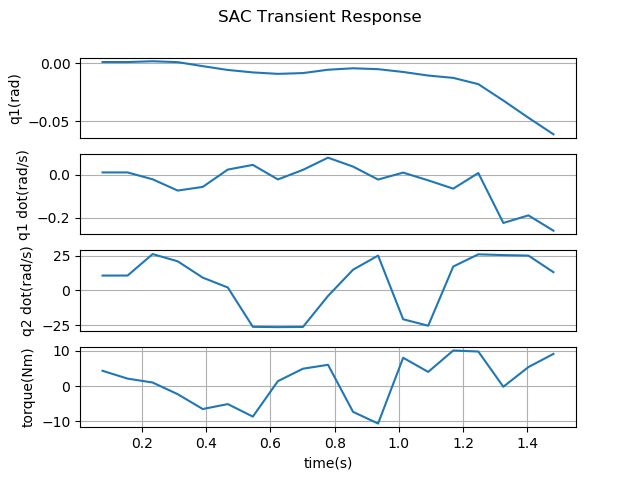 SAC Transient Response
0.00
−0.05
q1(rad)
0.0
−0.2
q1 dot(rad/s)
25
0
−25
q2 dot(rad/s)
10
0
−10
torque(Nm)
0.2 0.4 0.6 0.8 1.0 1.2 1.4
time(s)